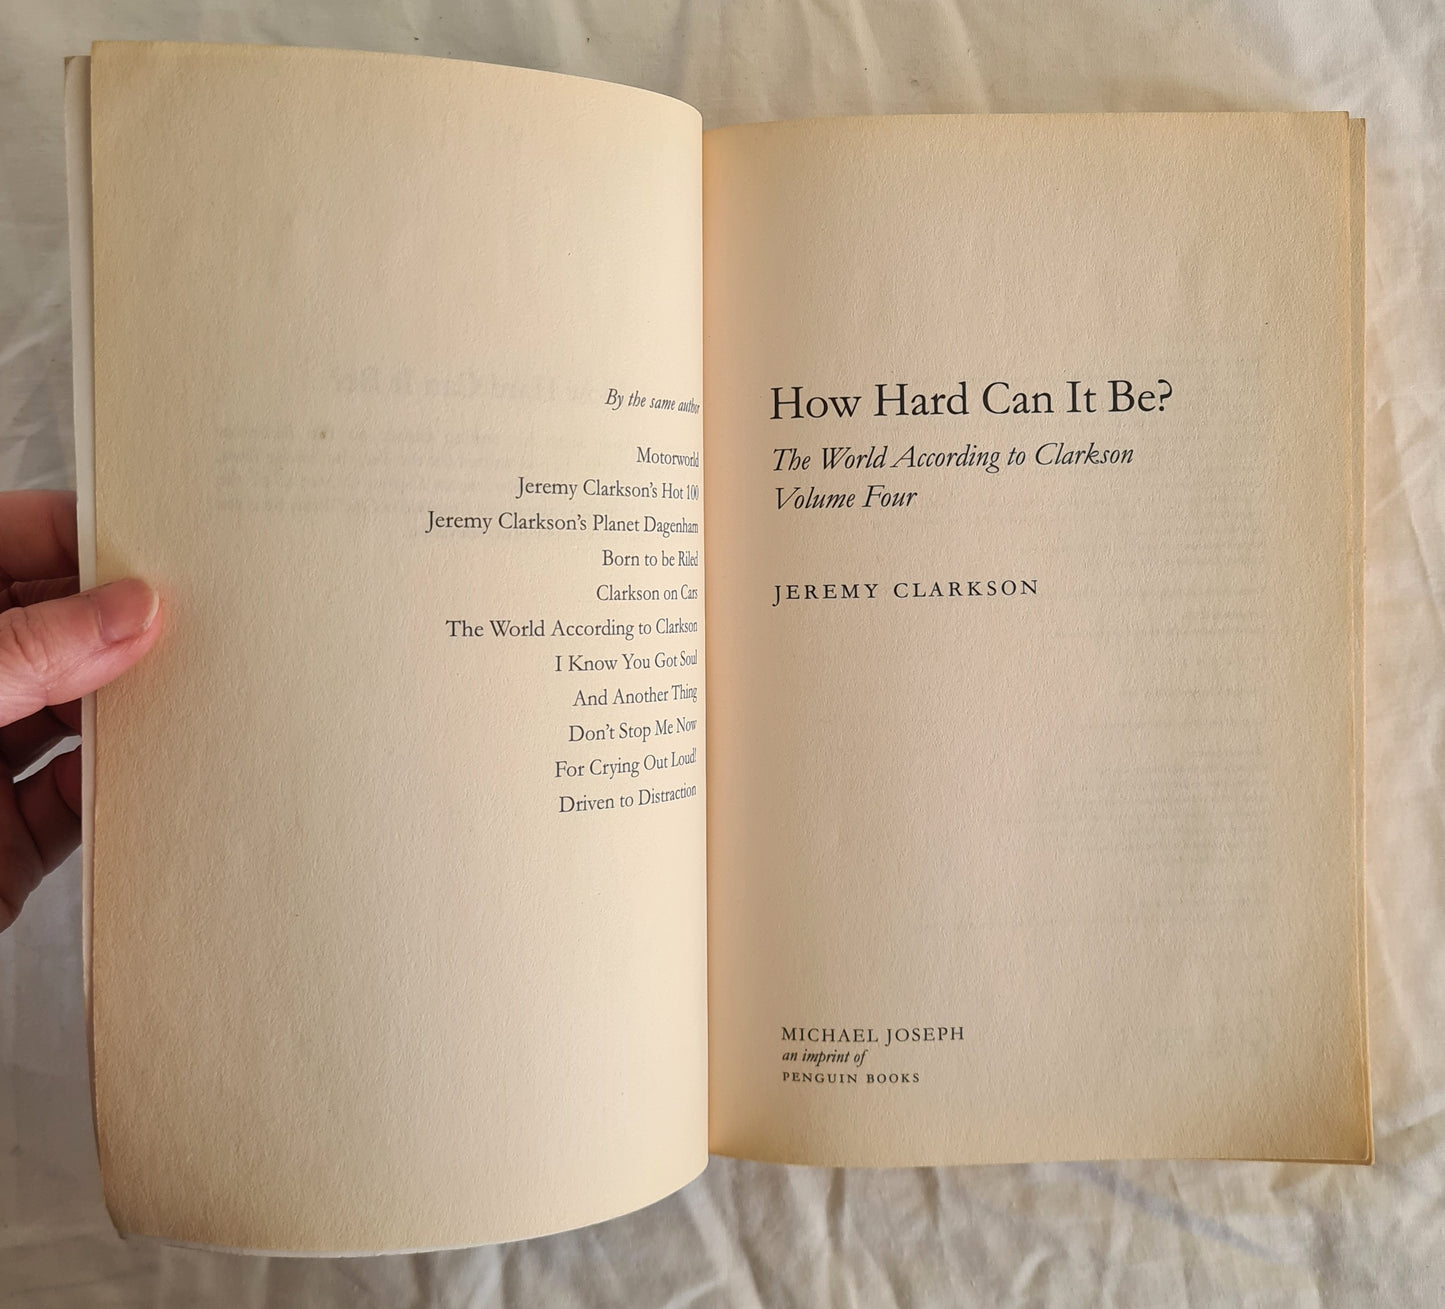 By the same author
Motorworld
Jeremy Clarkson's Hot 100
Jeremy Clarkson's Planet Dagenham
Born to be Riled
Clarkson on Cars
The World According to Clarkson
I Know You Got Soul
And Another Thing
Don't Stop Me Now
For Crying Out Loud!
Driven to Distraction
How Hard Can It Be?
The World According to Clarkson
Volume Four
JEREMY CLARKSON
MICHAEL JOSEPH
an imprint of
PENGUIN BOOKS